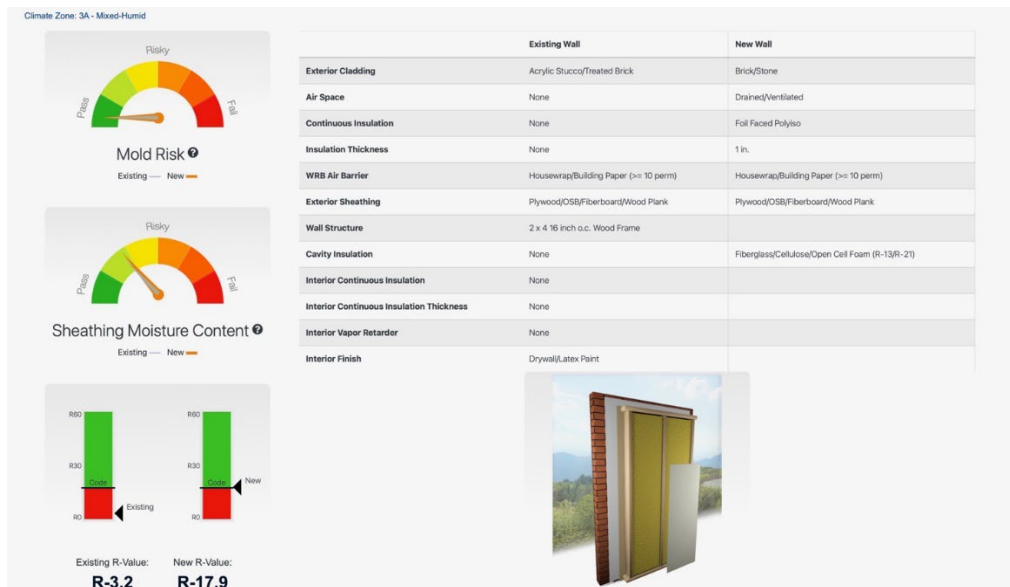 Climate Zone: 3A - Mixed-Humid
Risky
Pass
Fail
Mold Risk ?
Existing — New —
Risky
Pass
Fail
Sheathing Moisture Content ?
Existing — New —
R60 R60
R30 R30
Code Code New
Existing
R0 R0
Existing R-Value: New R-Value:
R-3.2 R-17.9
Existing Wall New Wall
Exterior Cladding Acrylic Stucco/Treated Brick Brick/Stone
Air Space None Drained/Ventilated
Continuous Insulation None Foil Faced Polyiso
Insulation Thickness None 1 in.
WRB Air Barrier Housewrap/Building Paper (>= 10 perm) Housewrap/Building Paper (>= 10 perm)
Exterior Sheathing Plywood/OSB/Fiberboard/Wood Plank Plywood/OSB/Fiberboard/Wood Plank
Wall Structure 2 x 4 16 inch o.c. Wood Frame
Cavity Insulation None Fiberglass/Cellulose/Open Cell Foam (R-13/R-21)
Interior Continuous Insulation None
Interior Continuous Insulation Thickness None
Interior Vapor Retarder None
Interior Finish Drywall/Latex Paint